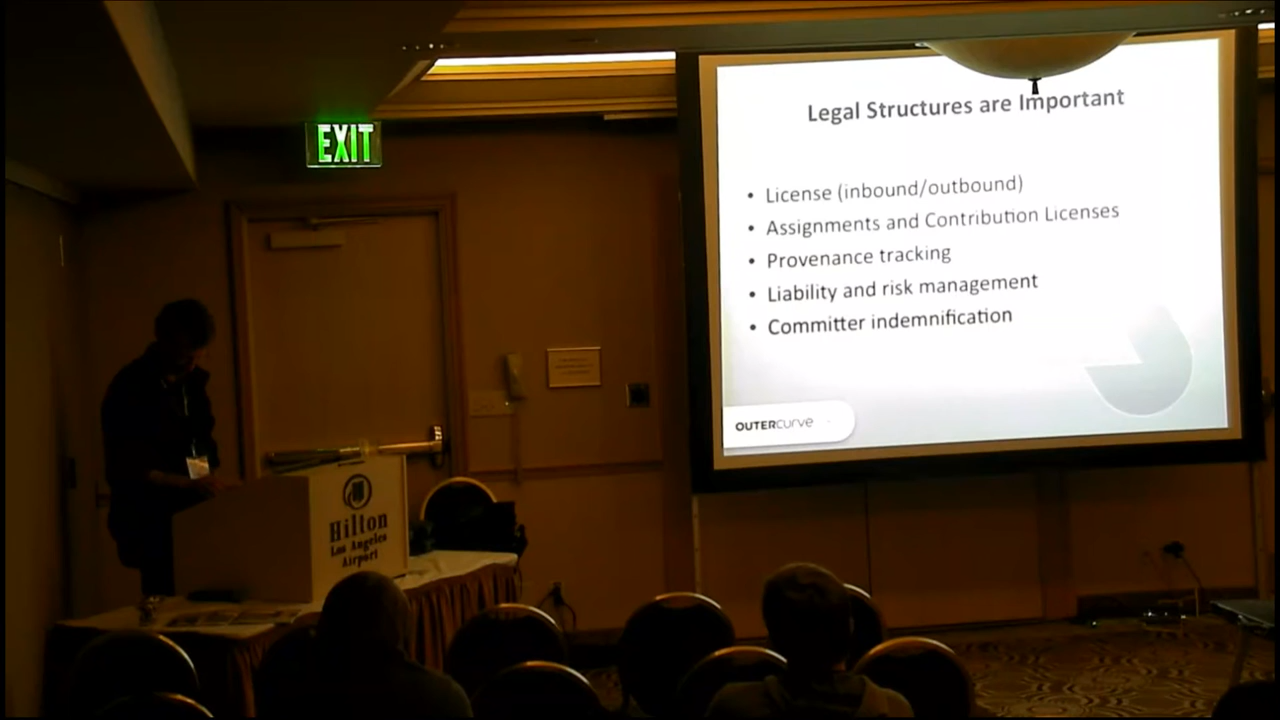 EXIT
Legal Structures are Important
• License (inbound/outbound)
• Assignments and Contribution Licenses
• Provenance tracking
• Liability and risk management
• Committer indemnification
OUTERCURVE
Hilton
Los Angeles
Airport